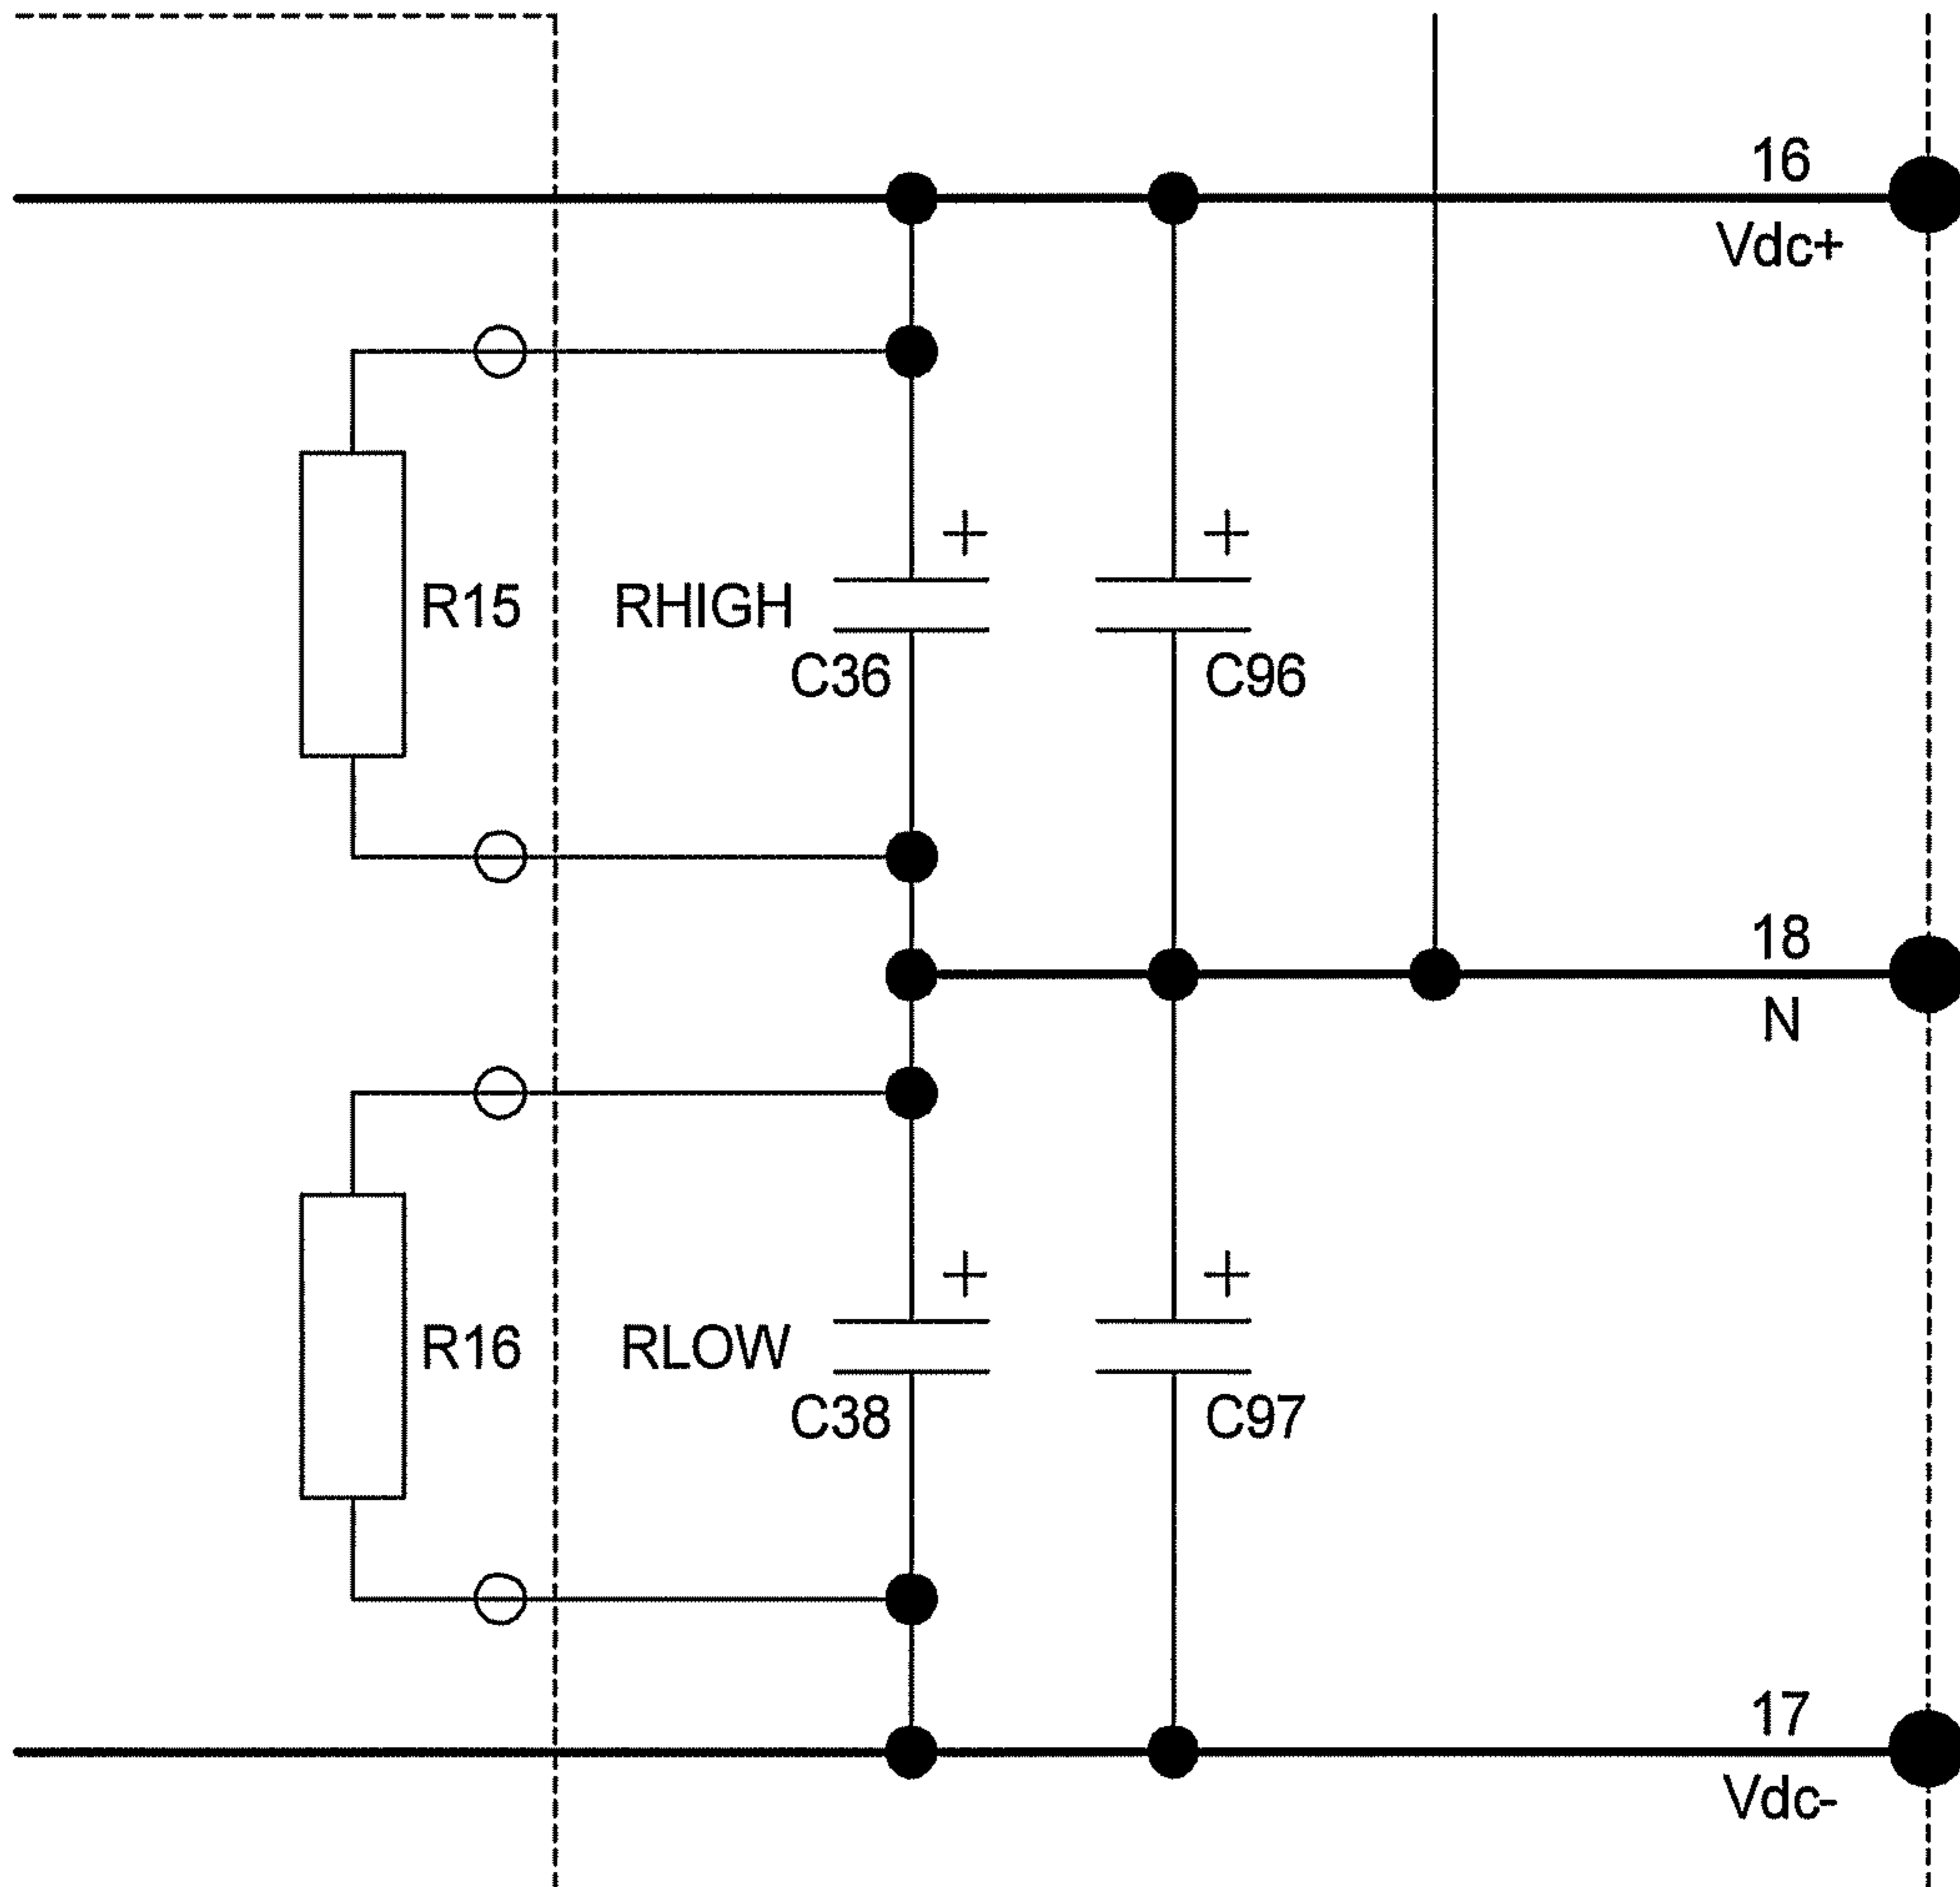 16
Vdc+
+
+
R15
RHIGH
C36
C96
18
N
+
+
R16
RLOW
C38
C97
17
Vdc-